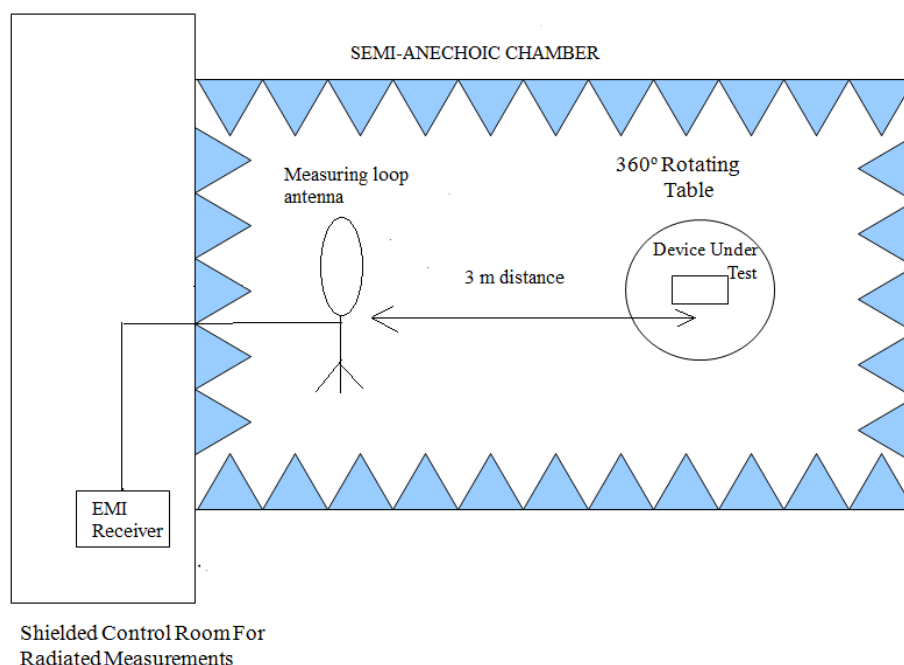 SEMI-ANECHOIC CHAMBER
360º Rotating
Table
Measuring loop
antenna
Device Under
Test
3 m distance
EMI
Receiver
Shielded Control Room For
Radiated Measurements